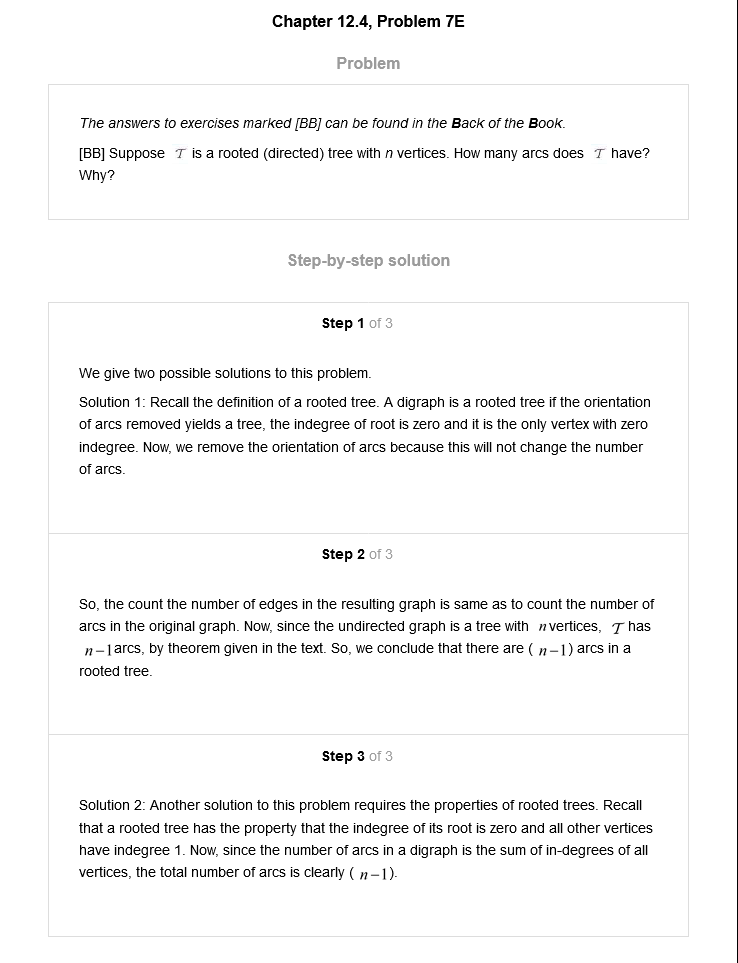 Chapter 12.4, Problem 7E
Problem
The answers to exercises marked [BB] can be found in the Back of the Book.
[BB] Suppose 𝒯 is a rooted (directed) tree with n vertices. How many arcs does 𝒯 have?
Why?
Step-by-step solution
Step 1 of 3
We give two possible solutions to this problem.
Solution 1: Recall the definition of a rooted tree. A digraph is a rooted tree if the orientation
of arcs removed yields a tree, the indegree of root is zero and it is the only vertex with zero
indegree. Now, we remove the orientation of arcs because this will not change the number
of arcs.
Step 2 of 3
So, the count the number of edges in the resulting graph is same as to count the number of
arcs in the original graph. Now, since the undirected graph is a tree with n vertices, 𝒯 has
n−1 arcs, by theorem given in the text. So, we conclude that there are ( n−1) arcs in a
rooted tree.
Step 3 of 3
Solution 2: Another solution to this problem requires the properties of rooted trees. Recall
that a rooted tree has the property that the indegree of its root is zero and all other vertices
have indegree 1. Now, since the number of arcs in a digraph is the sum of in-degrees of all
vertices, the total number of arcs is clearly ( n−1).